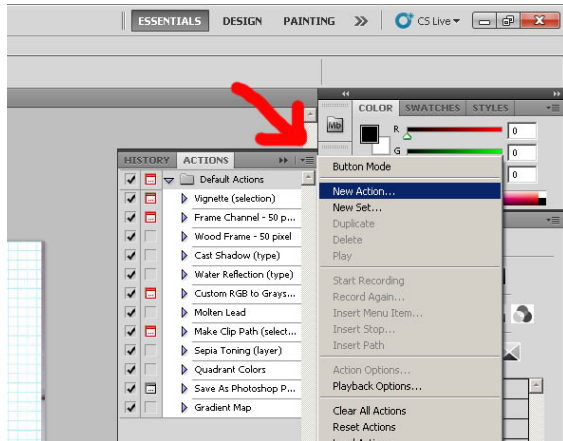 ESSENTIALS DESIGN PAINTING >> CS Live
COLOR SWATCHES STYLES
Mb
R 0
G 0
0
HISTORY ACTIONS
Default Actions
Vignette (selection)
Frame Channel - 50 p...
Wood Frame - 50 pixel
Cast Shadow (type)
Water Reflection (type)
Custom RGB to Grays...
Molten Lead
Make Clip Path (select...
Sepia Toning (layer)
Quadrant Colors
Save As Photoshop P...
Gradient Map
Button Mode
New Action...
New Set...
Duplicate
Delete
Play
Start Recording
Record Again...
Insert Menu Item...
Insert Stop...
Insert Path
Action Options...
Playback Options...
Clear All Actions
Reset Actions